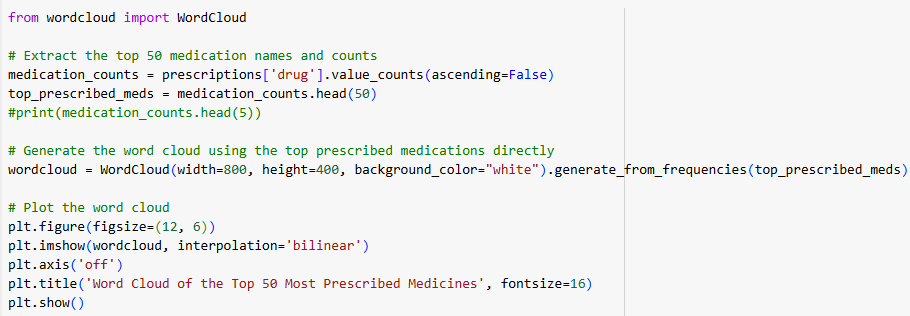 from wordcloud import WordCloud
# Extract the top 50 medication names and counts
medication_counts = prescriptions['drug'].value_counts(ascending=False)
top_prescribed_meds = medication_counts.head(50)
#print(medication_counts.head(5))
# Generate the word cloud using the top prescribed medications directly
wordcloud = WordCloud(width=800, height=400, background_color="white").generate_from_frequencies(top_prescribed_meds)
# Plot the word cloud
plt.figure(figsize=(12, 6))
plt.imshow(wordcloud, interpolation='bilinear')
plt.axis('off')
plt.title('Word Cloud of the Top 50 Most Prescribed Medicines', fontsize=16)
plt.show()